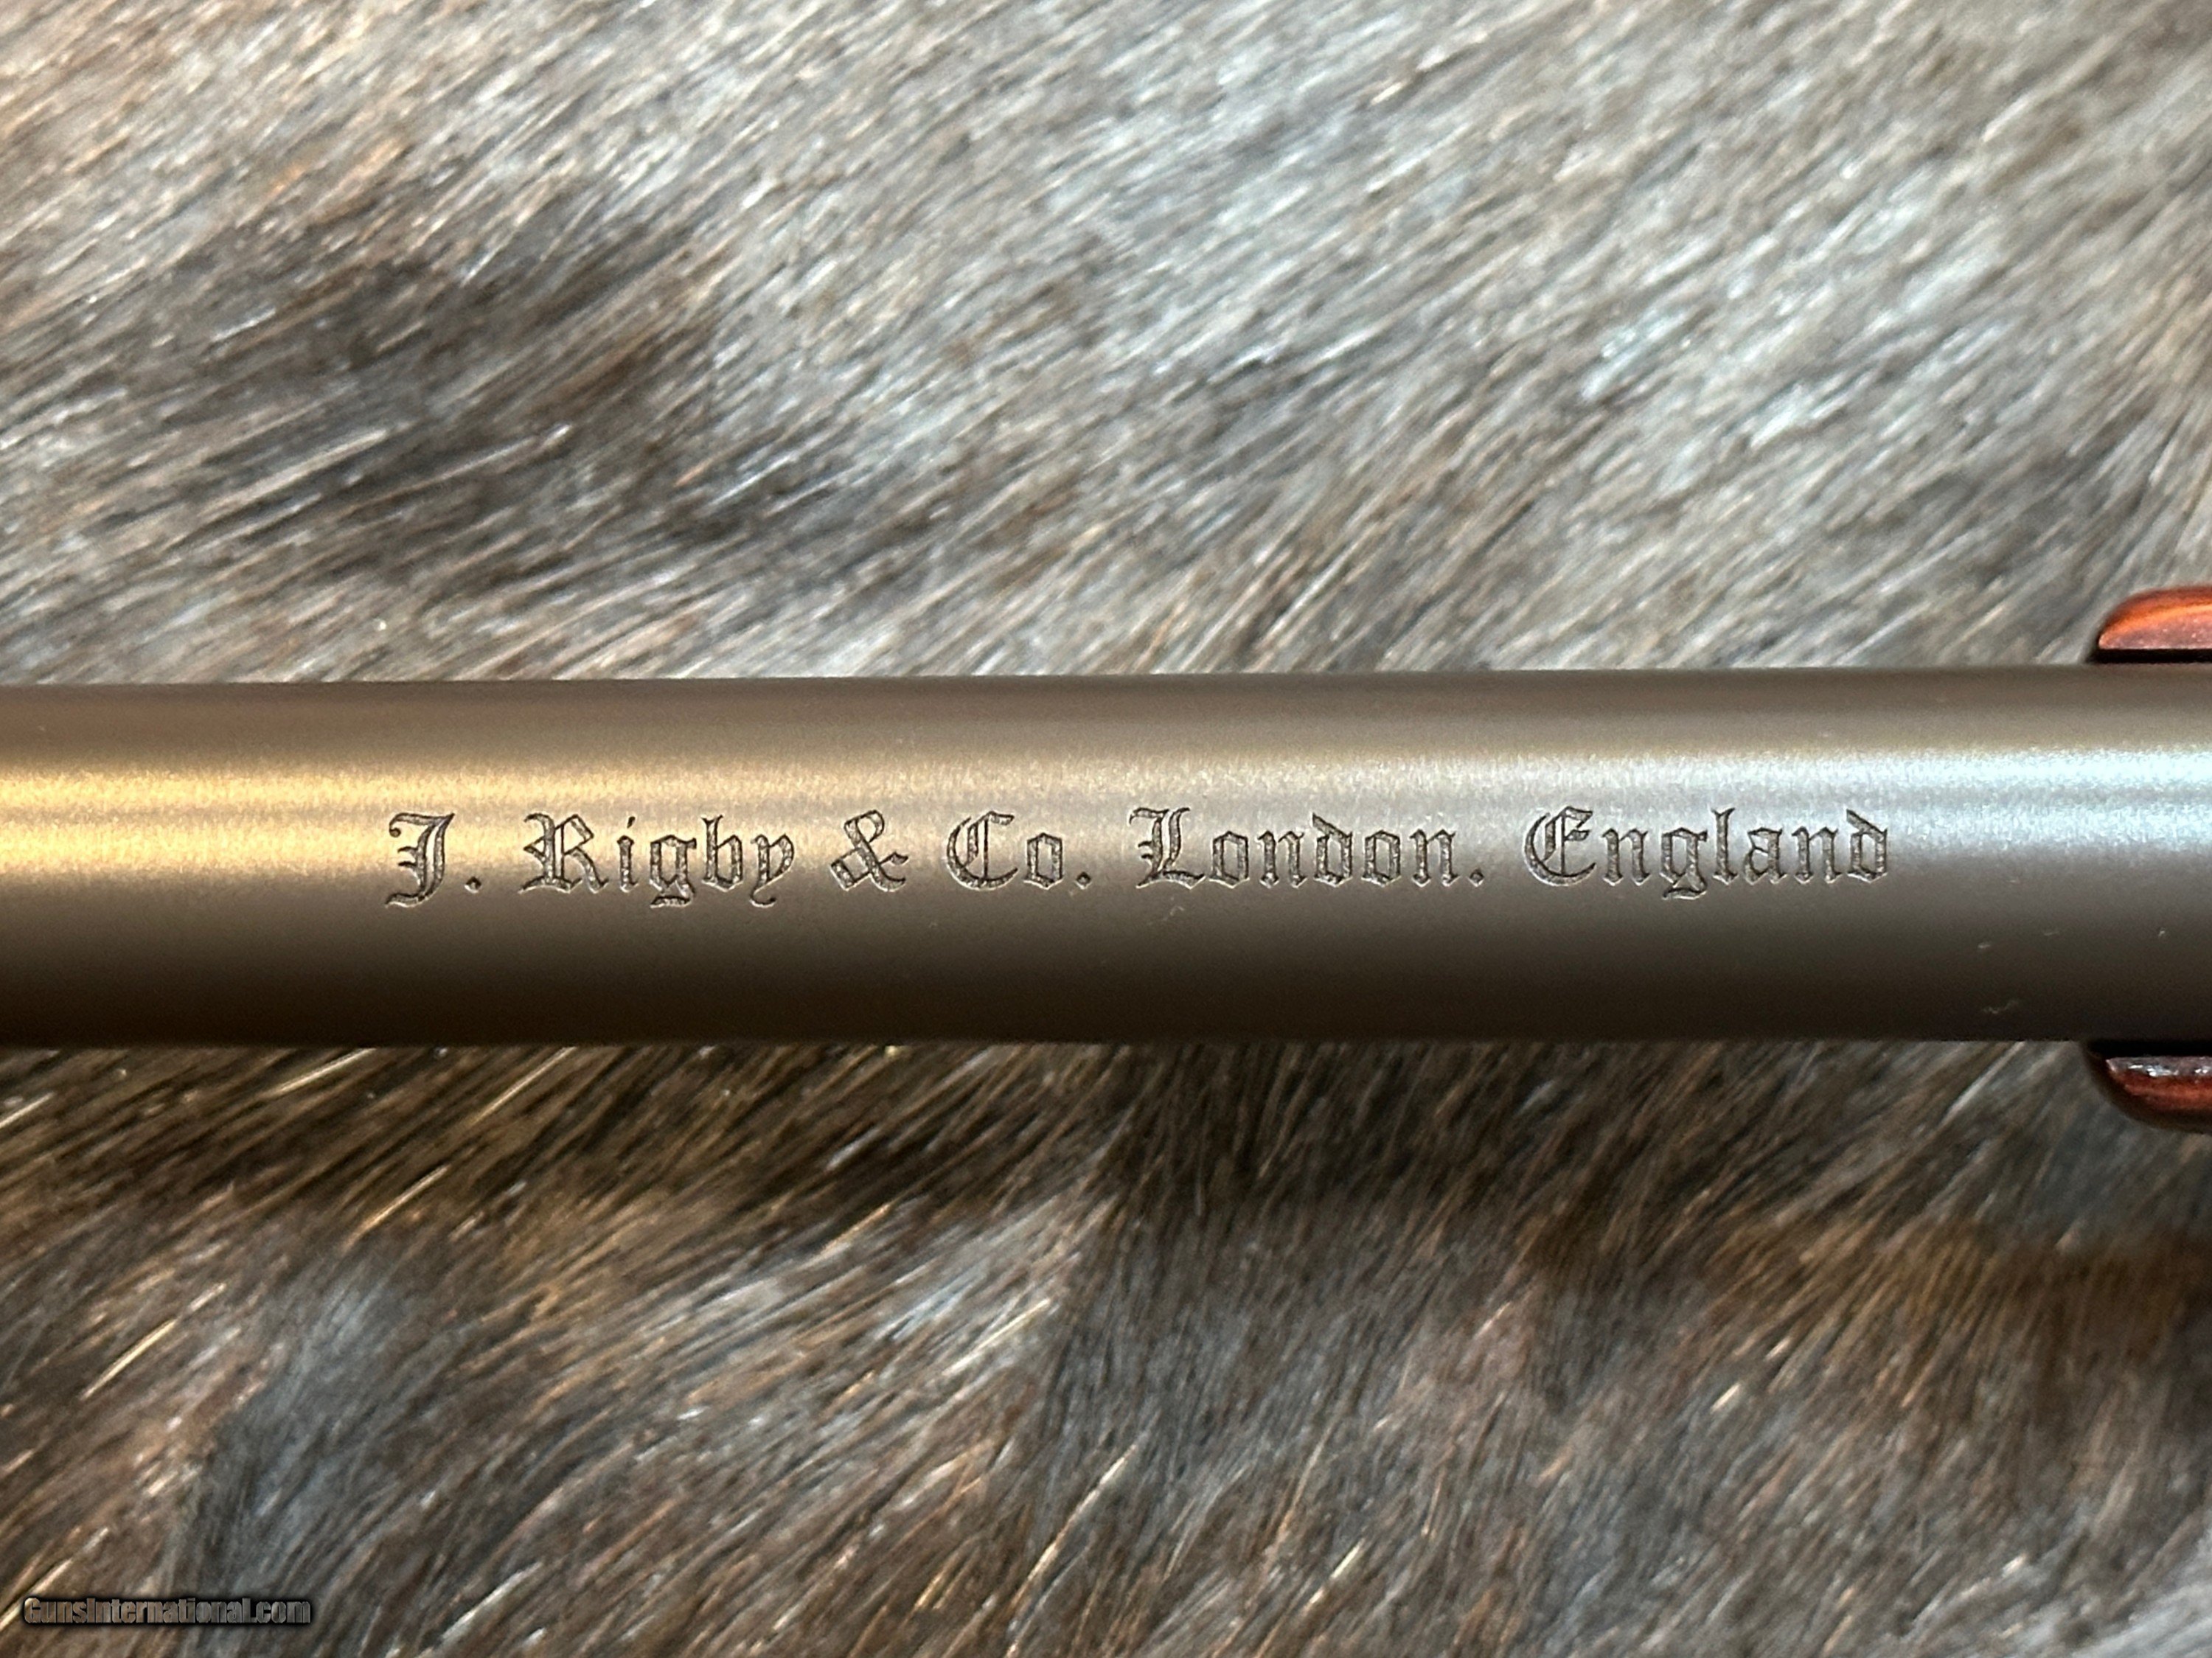 J. Rigby & Co. London. England
GunsInternational.com